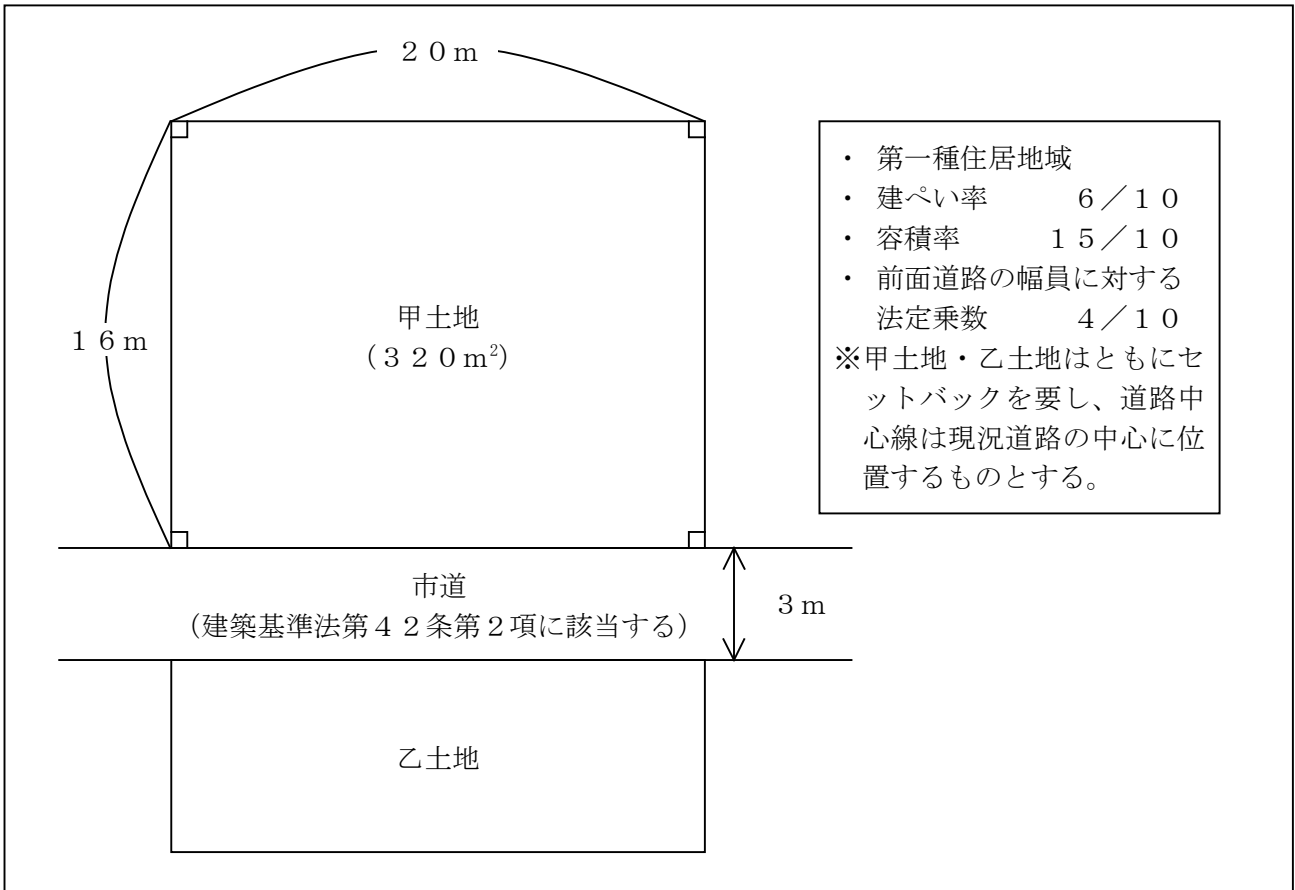 ２０ｍ
・ 第一種住居地域
・ 建ぺい率 ６／１０
・ 容積率 １５／１０
・ 前面道路の幅員に対する
法定乗数 ４／１０
※甲土地・乙土地はともにセ
ットバックを要し、道路中
心線は現況道路の中心に位
置するものとする。
１６ｍ
甲土地
（３２０ｍ²）
市道
（建築基準法第４２条第２項に該当する）
３ｍ
乙土地